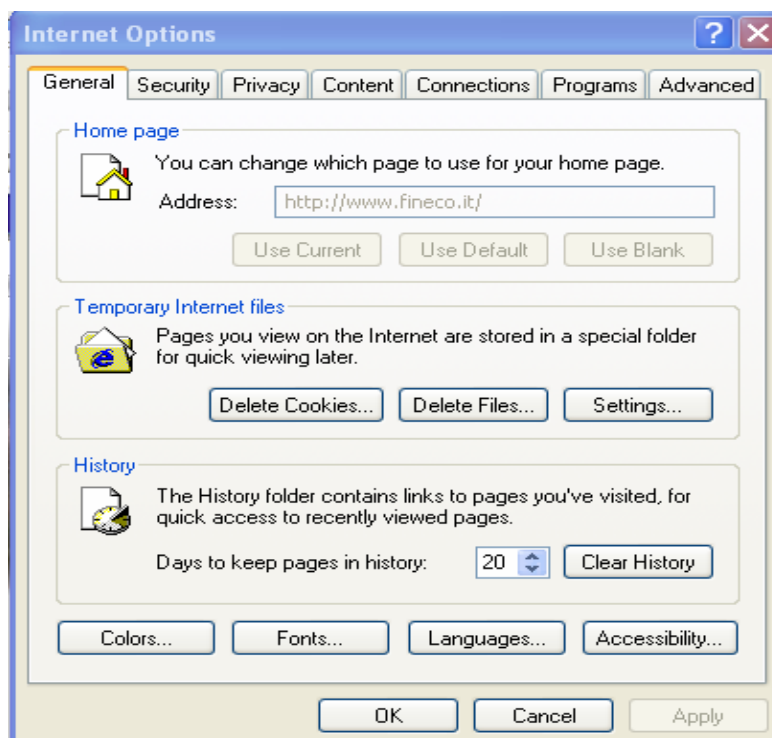 Internet Options
General Security Privacy Content Connections Programs Advanced
Home page
You can change which page to use for your home page.
Address: http://www.fineco.it/
Use Current Use Default Use Blank
Temporary Internet files
Pages you view on the Internet are stored in a special folder
for quick viewing later.
Delete Cookies... Delete Files... Settings...
History
The History folder contains links to pages you've visited, for
quick access to recently viewed pages.
Days to keep pages in history: 20 Clear History
Colors... Fonts... Languages... Accessibility...
OK Cancel Apply